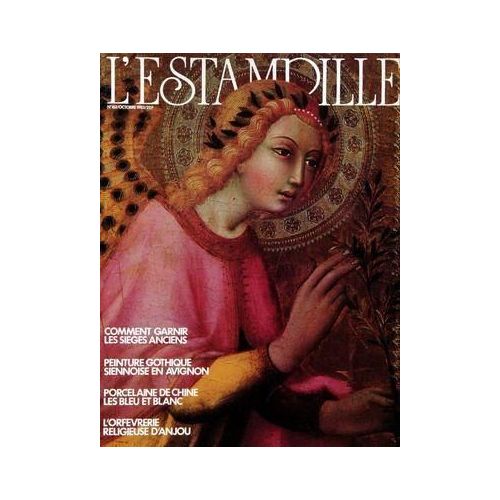 L'ESTAMPILLE
COMMENT GARNIR
LES SIEGES ANCIENS
PEINTURE GOTHIQUE
SIENNOISE EN AVIGNON
PORCELAINE DE CHINE
LES BLEU ET BLANC
L'ORFEVRERIE
RELIGIEUSE D'ANJOU